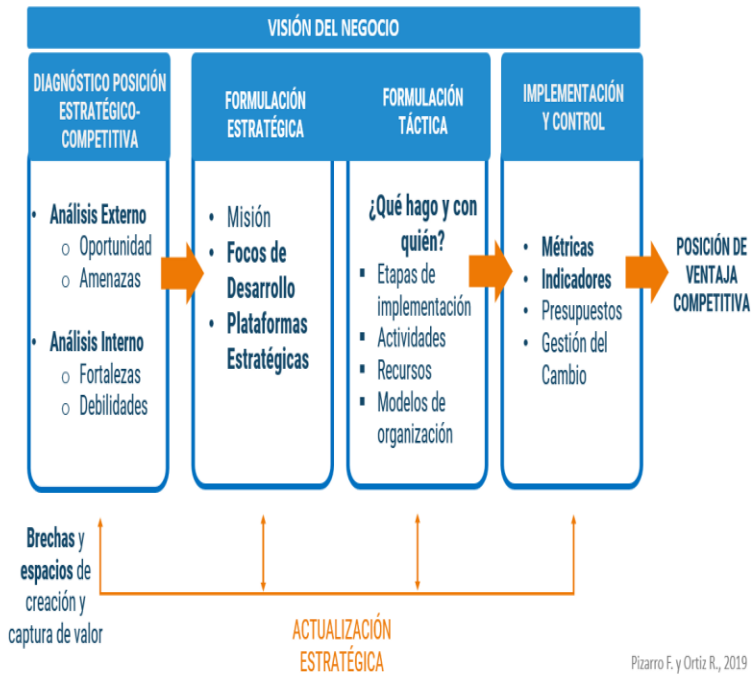 VISIÓN DEL NEGOCIO
DIAGNÓSTICO POSICIÓN
ESTRATÉGICO-
COMPETITIVA
• Análisis Externo
o Oportunidad
o Amenazas
• Análisis Interno
o Fortalezas
o Debilidades
FORMULACIÓN
ESTRATÉGICA
• Misión
• Focos de
Desarrollo
• Plataformas
Estratégicas
FORMULACIÓN
TÁCTICA
¿Qué hago y con
quién?
▪ Etapas de
implementación
▪ Actividades
▪ Recursos
▪ Modelos de
organización
IMPLEMENTACIÓN
Y CONTROL
• Métricas
• Indicadores
• Presupuestos
• Gestión del
Cambio
POSICIÓN DE
VENTAJA
COMPETITIVA
Brechas y
espacios de
creación y
captura de valor
ACTUALIZACIÓN
ESTRATÉGICA
Pizarro F. y Ortiz R., 2019